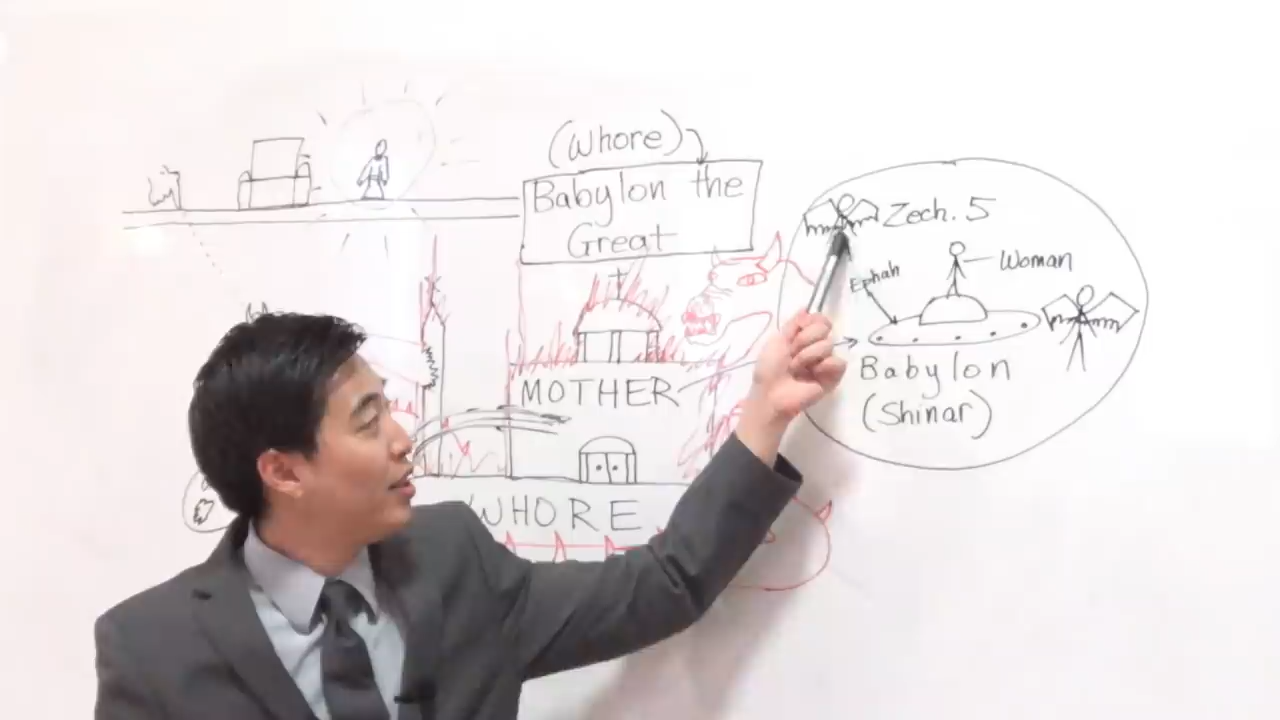 (Whore)
Babylon the
Great
MOTHER
WHORE
Zech. 5
Ephah
Woman
Babylon
(Shinar)